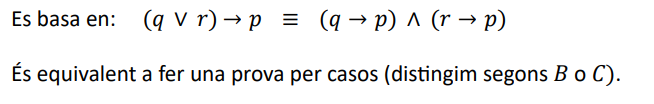 Es basa en: (q ∨ r) → p ≡ (q → p) ∧ (r → p)
És equivalent a fer una prova per casos (distingim segons B o C).